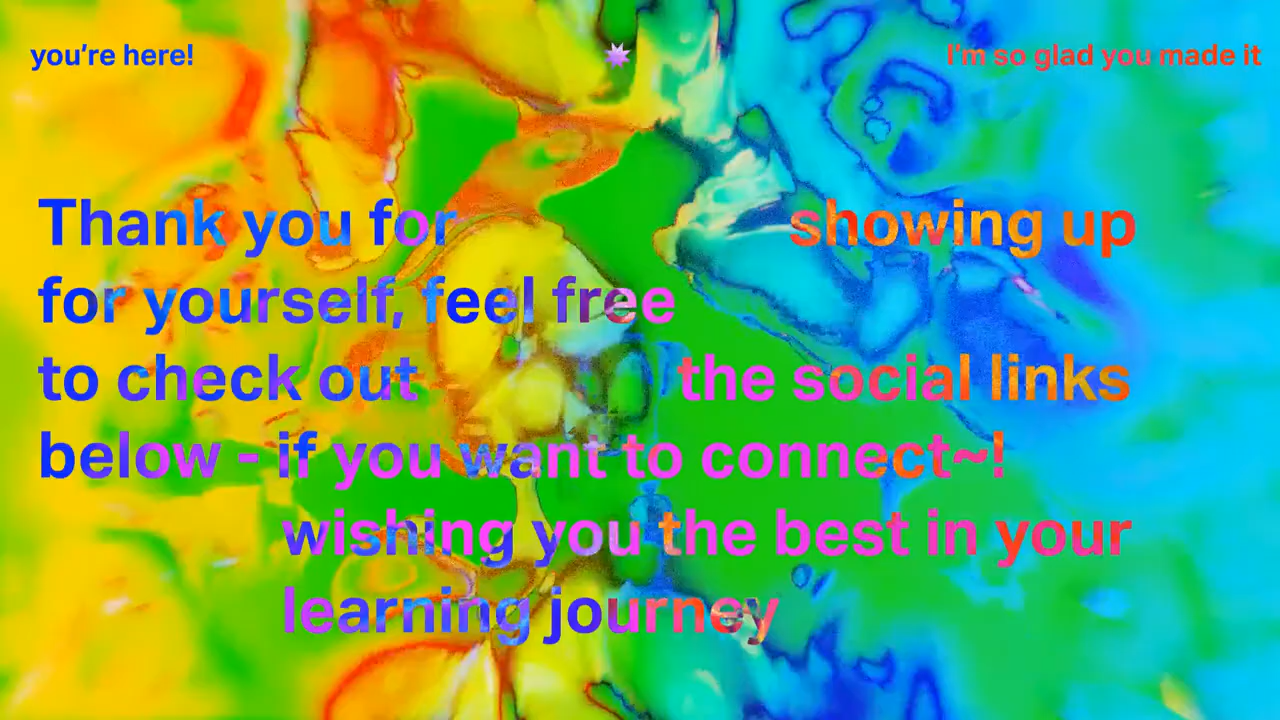 you're here!
I'm so glad you made it
Thank you for showing up
for yourself, feel free
to check out the social links
below - if you want to connect~!
wishing you the best in your
learning journey